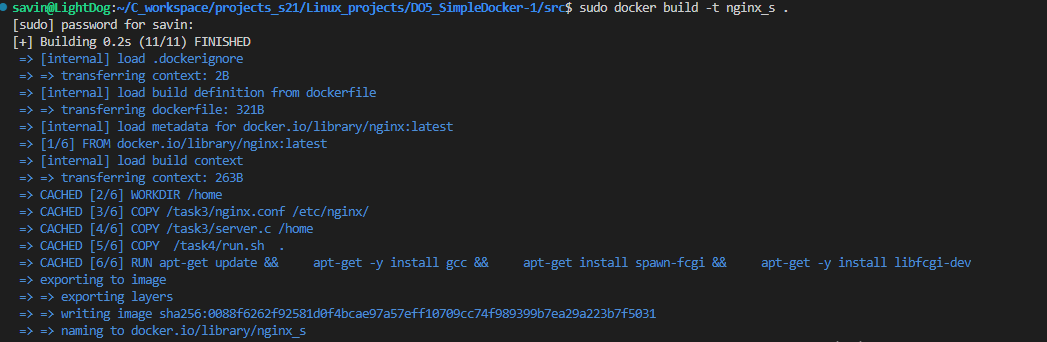 savin@LightDog:~/C_workspace/projects_s21/Linux_projects/DO5_SimpleDocker-1/src$ sudo docker build -t nginx_s .
[sudo] password for savin:
[+] Building 0.2s (11/11) FINISHED
=> [internal] load .dockerignore
=> => transferring context: 2B
=> [internal] load build definition from dockerfile
=> => transferring dockerfile: 321B
=> [internal] load metadata for docker.io/library/nginx:latest
=> [1/6] FROM docker.io/library/nginx:latest
=> [internal] load build context
=> => transferring context: 263B
=> CACHED [2/6] WORKDIR /home
=> CACHED [3/6] COPY /task3/nginx.conf /etc/nginx/
=> CACHED [4/6] COPY /task3/server.c /home
=> CACHED [5/6] COPY  /task4/run.sh  .
=> CACHED [6/6] RUN apt-get update &&     apt-get -y install gcc &&     apt-get install spawn-fcgi &&     apt-get -y install libfcgi-dev
=> exporting to image
=> => exporting layers
=> => writing image sha256:0088f6262f92581d0f4bcae97a57eff10709cc74f989399b7ea29a223b7f5031
=> => naming to docker.io/library/nginx_s